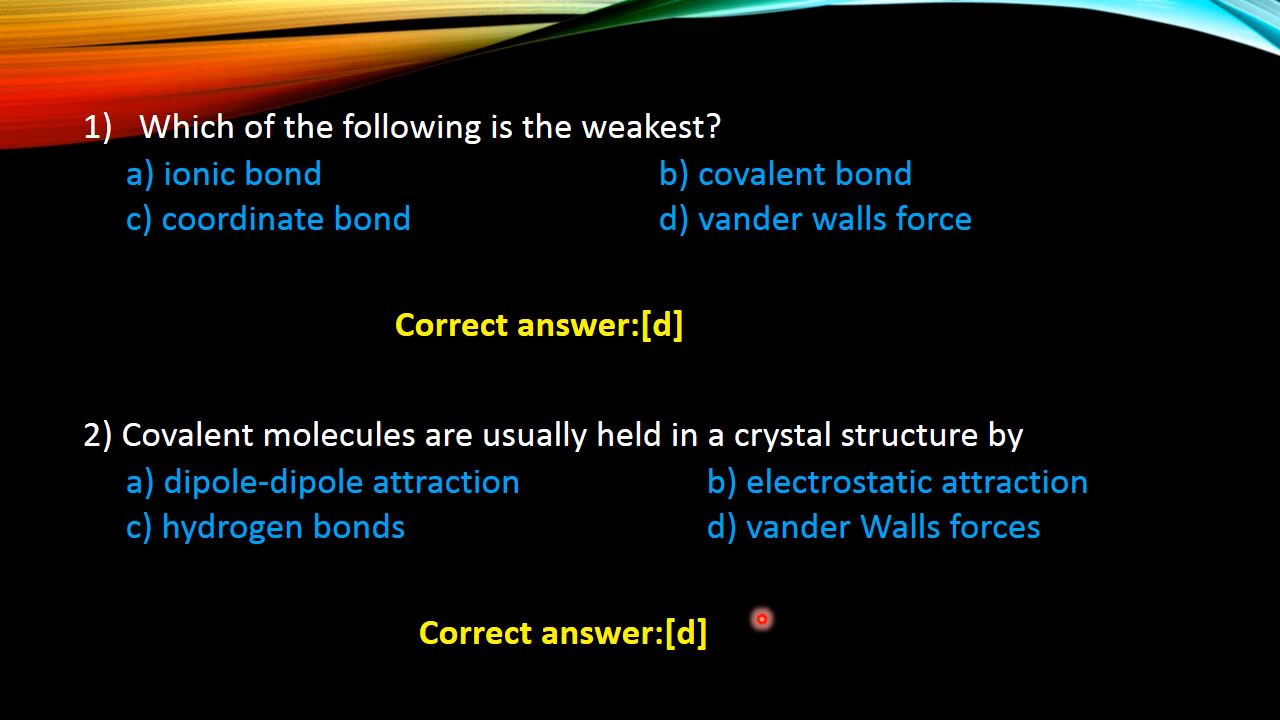 1) Which of the following is the weakest?
a) ionic bond b) covalent bond
c) coordinate bond d) vander walls force
Correct answer:[d]
2) Covalent molecules are usually held in a crystal structure by
a) dipole-dipole attraction b) electrostatic attraction
c) hydrogen bonds d) vander Walls forces
Correct answer:[d]